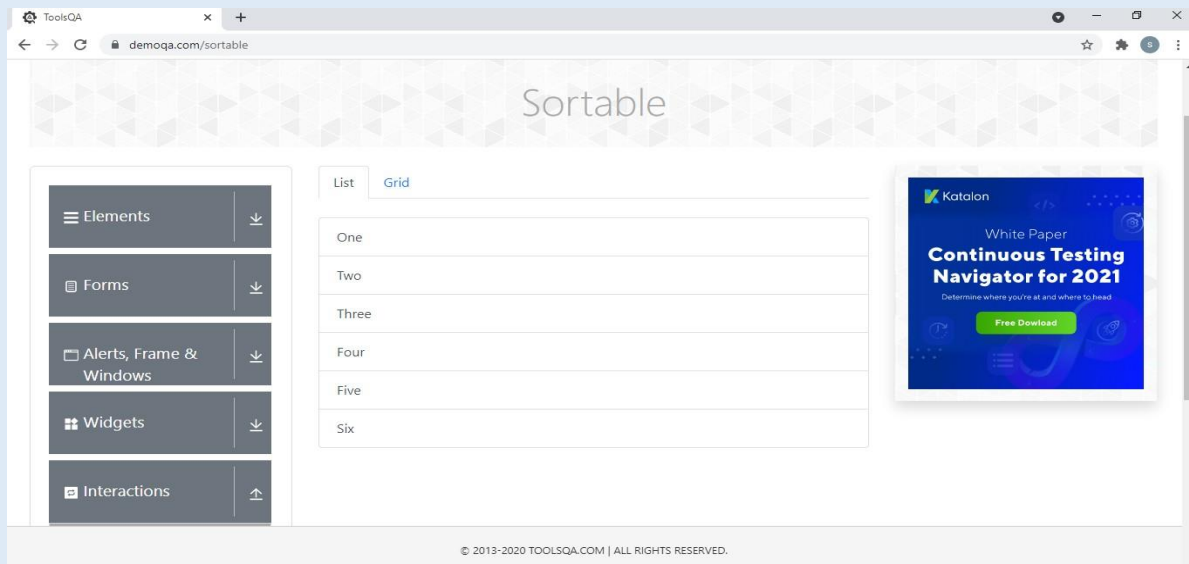 ToolsQA
demoqa.com/sortable
S
Sortable
Elements
Forms
Alerts, Frame &
Windows
Widgets
Interactions
List Grid
One
Two
Three
Four
Five
Six
Katalon
White Paper
Continuous Testing
Navigator for 2021
Determine where you're at and where to head
Free Dowload
© 2013-2020 TOOLSQA.COM | ALL RIGHTS RESERVED.